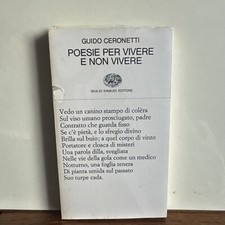 GUIDO CERONETTI
POESIE PER VIVERE
E NON VIVERE
GIULIO EINAUDI EDITORE
Vedo un canino stampo di colèra
Sul viso umano prosciugato, padre
Contratto che guarda fisso
Se c'è pietà, e lo sfregio divino
Brilla sul buio; a quel corpo di vinto
Portatore e cloaca di misteri
Una parola dilla, svegliata
Nelle vie della gola come un medico
Notturno, una foglia tenera
Di pianta umida sul passato
Suo turpe cada.